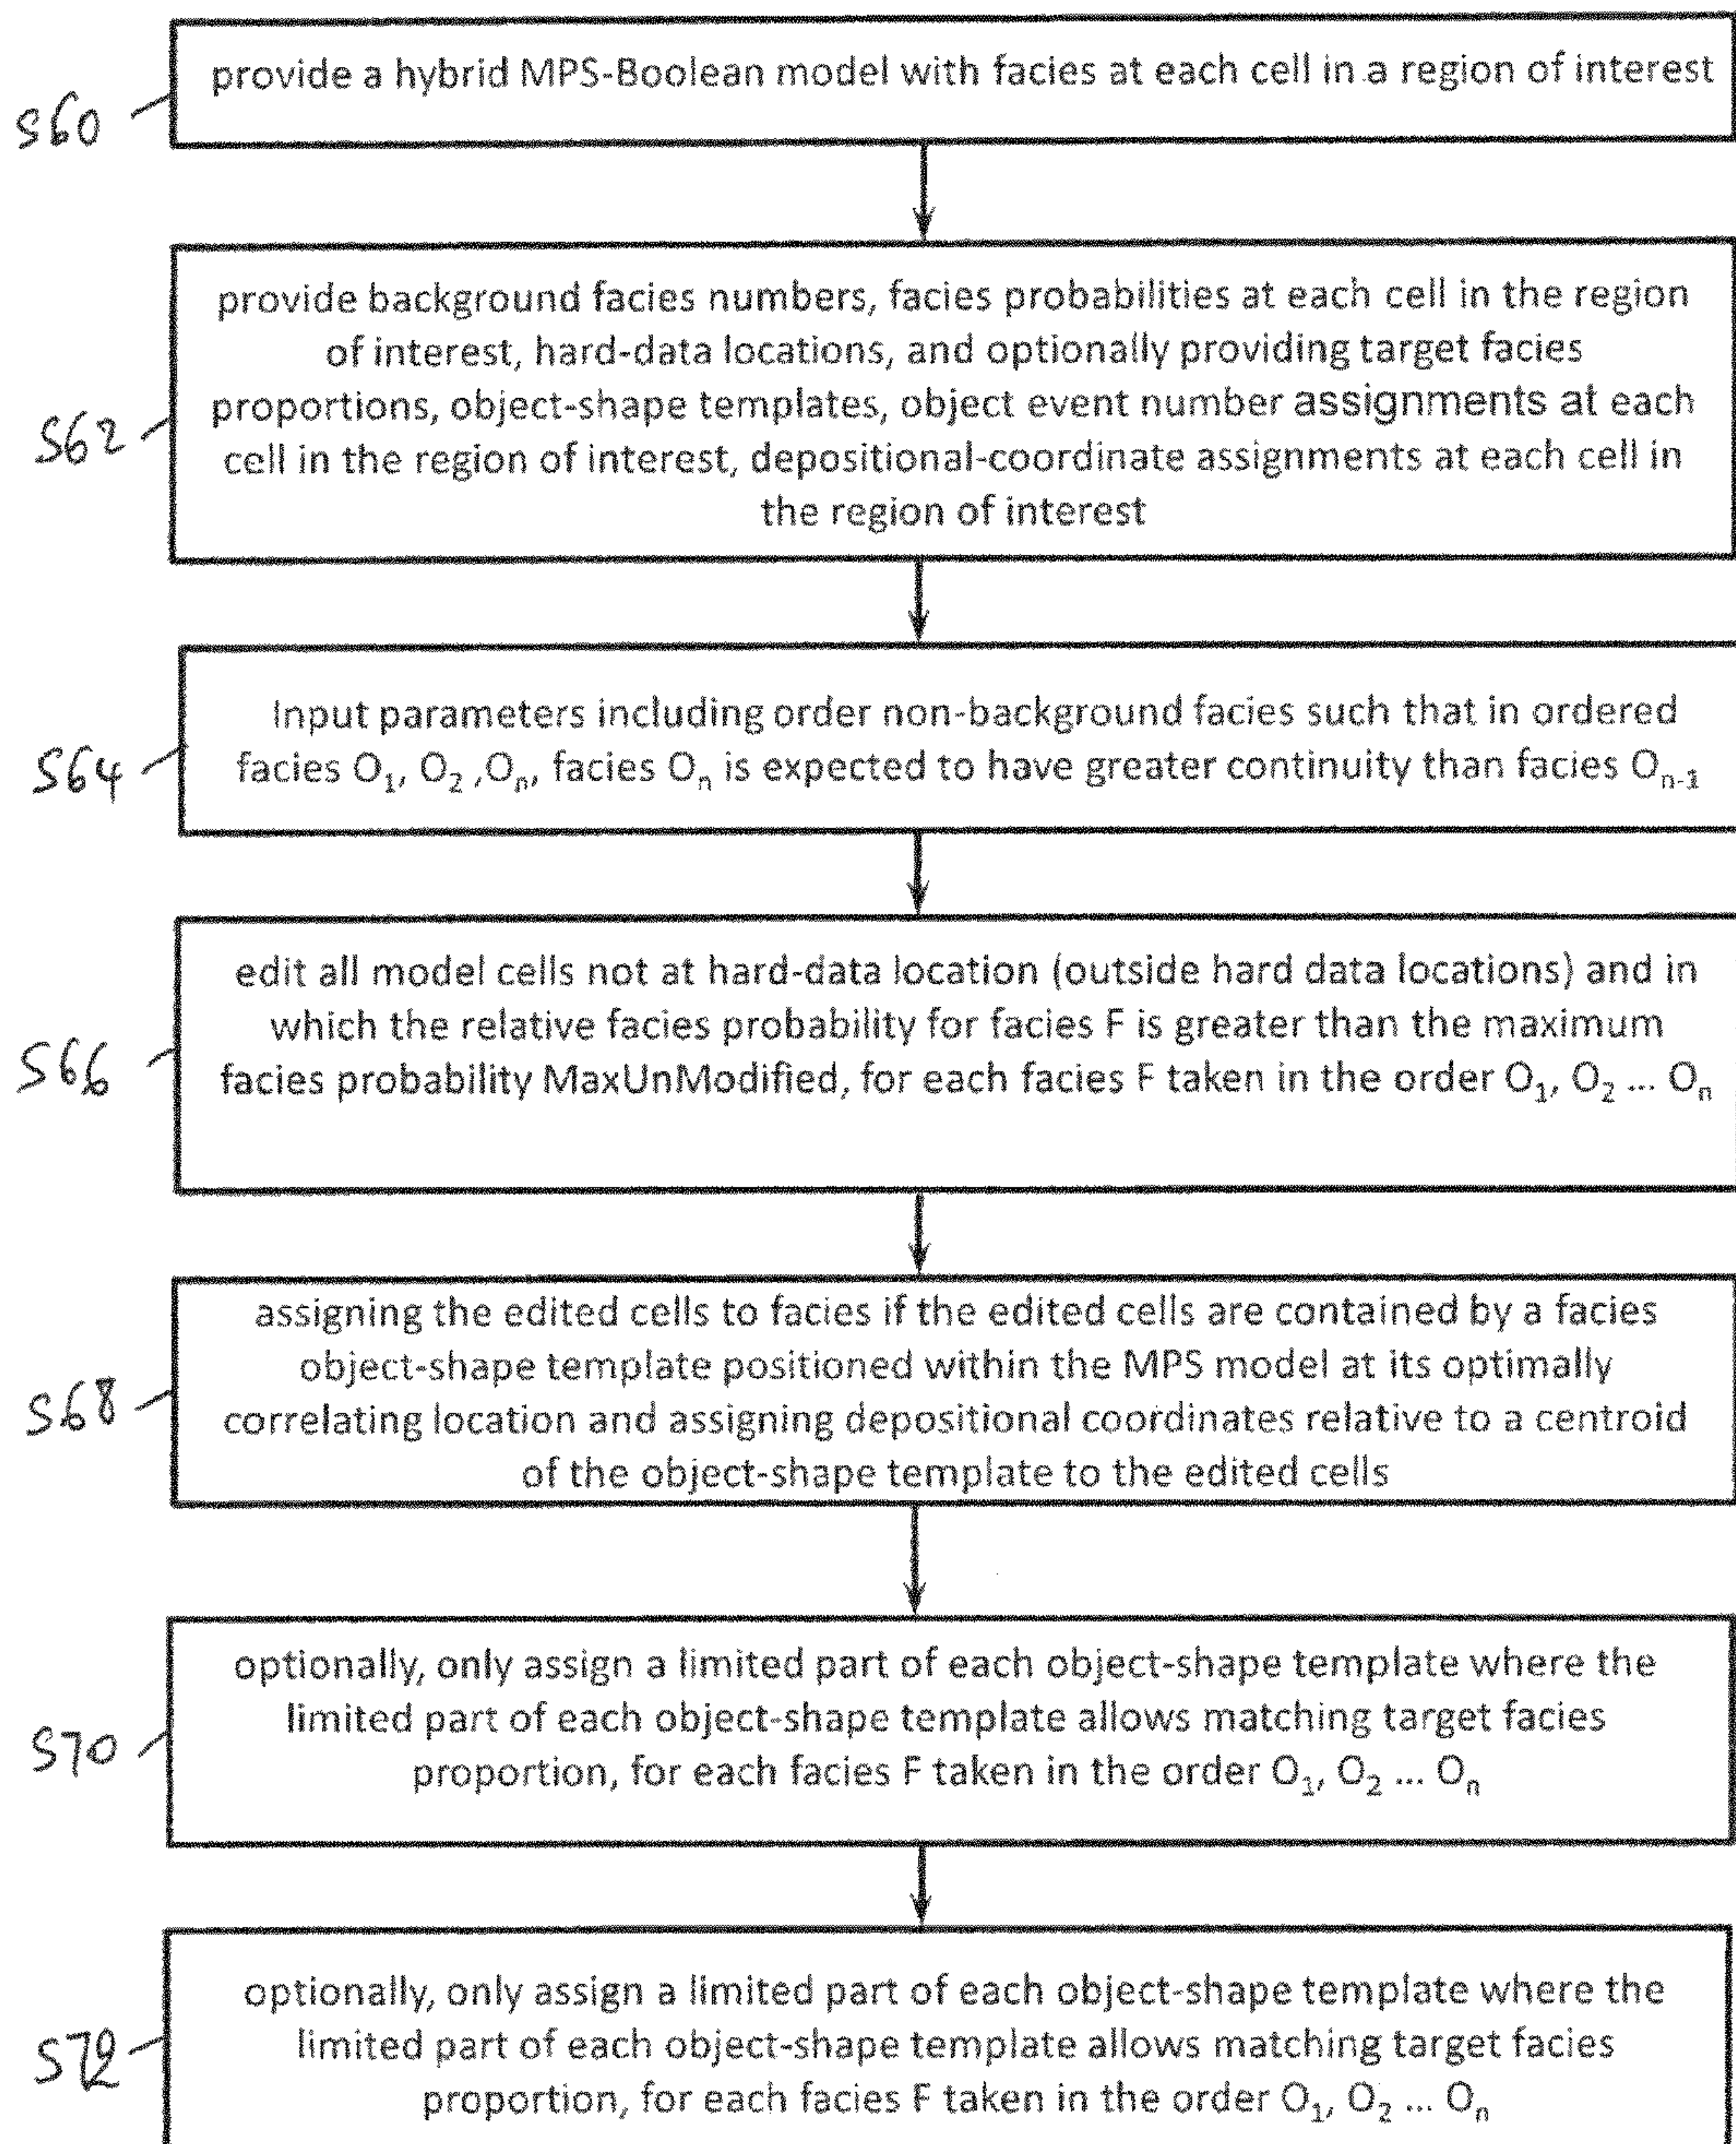 provide a hybrid MPS-Boolean model with facies at each cell in a region of interest
S60
provide background facies numbers, facies probabilities at each cell in the region
of interest, hard-data locations, and optionally providing target facies
proportions, object-shape templates, object event number assignments at each
cell in the region of interest, depositional-coordinate assignments at each cell in
the region of interest
S62
Input parameters including order non-background facies such that in ordered
facies O₁, O₂ ,Oₙ, facies Oₙ is expected to have greater continuity than facies Oₙ₋₁
S64
edit all model cells not at hard-data location (outside hard data locations) and in
which the relative facies probability for facies F is greater than the maximum
facies probability MaxUnModified, for each facies F taken in the order O₁, O₂ ... Oₙ
S66
assigning the edited cells to facies if the edited cells are contained by a facies
object-shape template positioned within the MPS model at its optimally
correlating location and assigning depositional coordinates relative to a centroid
of the object-shape template to the edited cells
S68
optionally, only assign a limited part of each object-shape template where the
limited part of each object-shape template allows matching target facies
proportion, for each facies F taken in the order O₁, O₂ ... Oₙ
S70
optionally, only assign a limited part of each object-shape template where the
limited part of each object-shape template allows matching target facies
proportion, for each facies F taken in the order O₁, O₂ ... Oₙ
S72